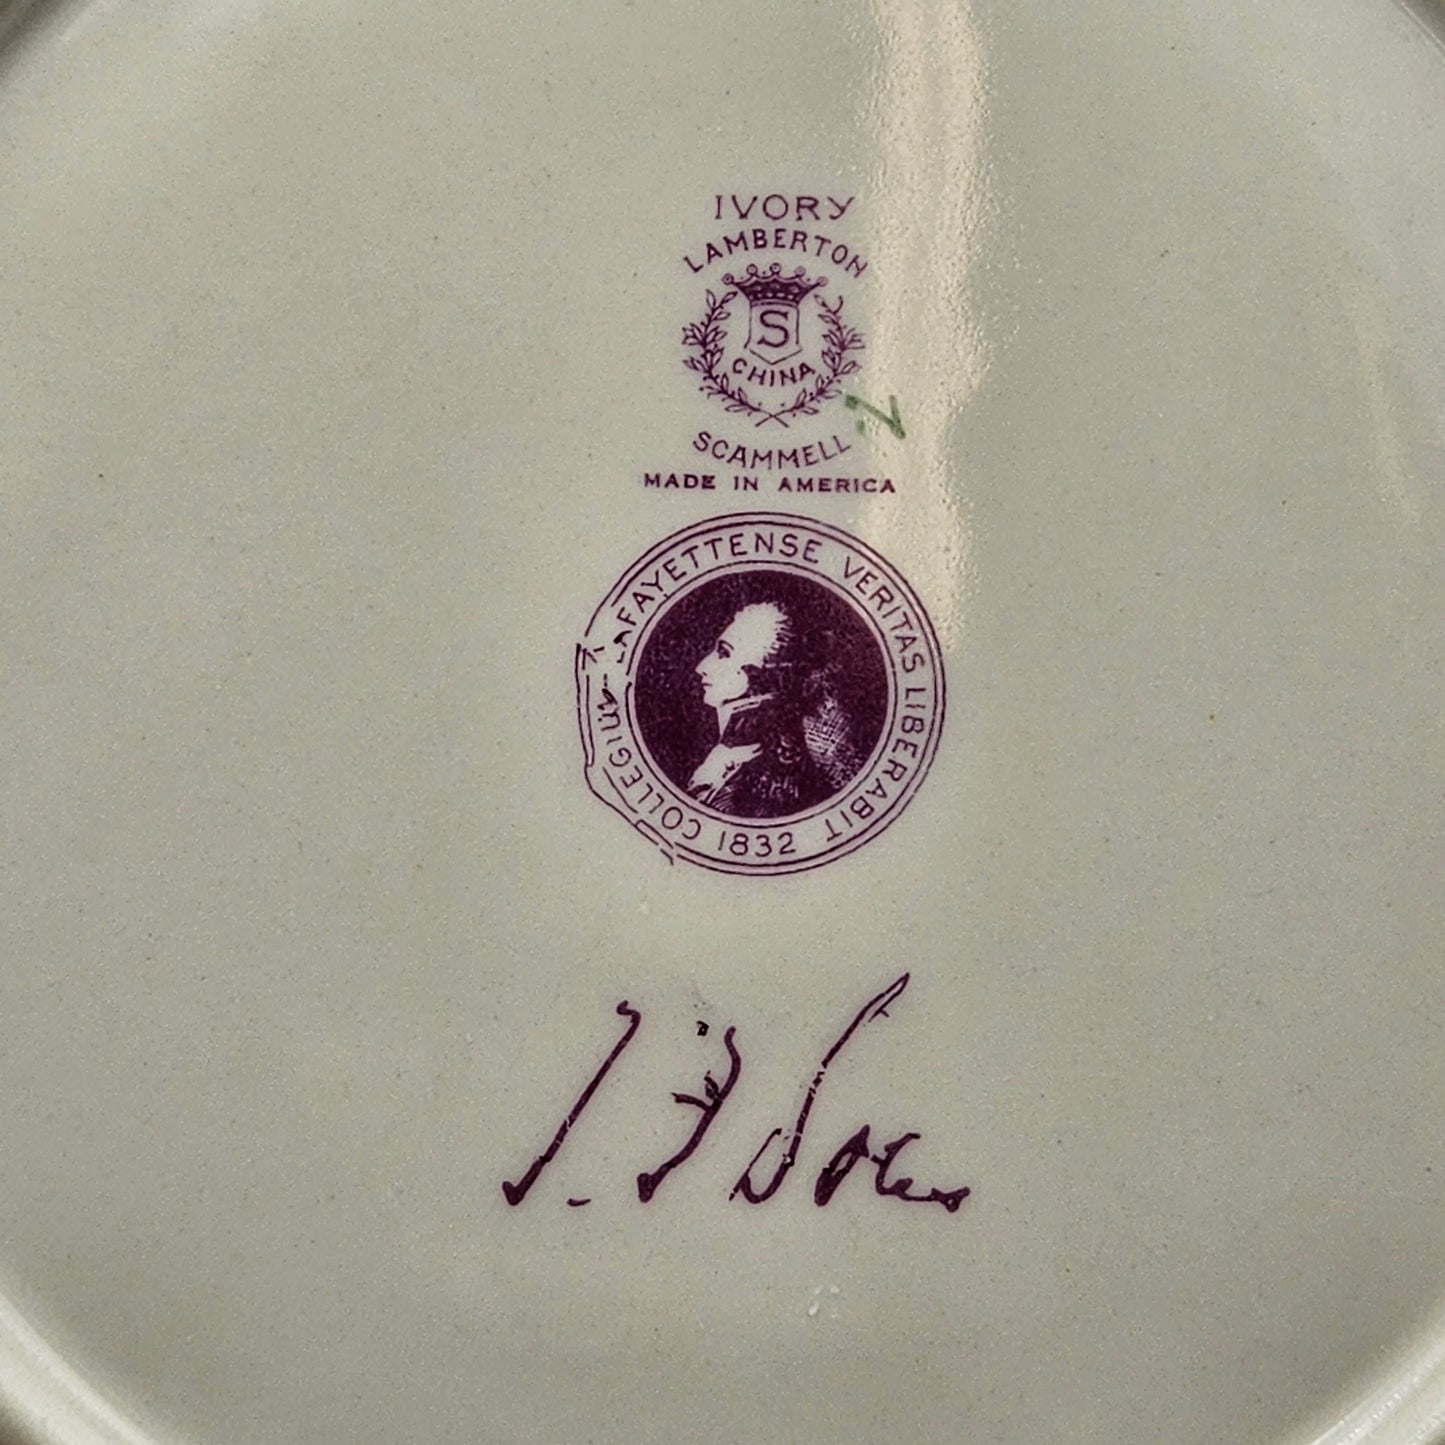 IVORY
LAMBERTON
S
CHINA
SCAMMELL
MADE IN AMERICA
LAFAYETTENSE VERITAS LIBERABIT
COLLEGIUM
1832